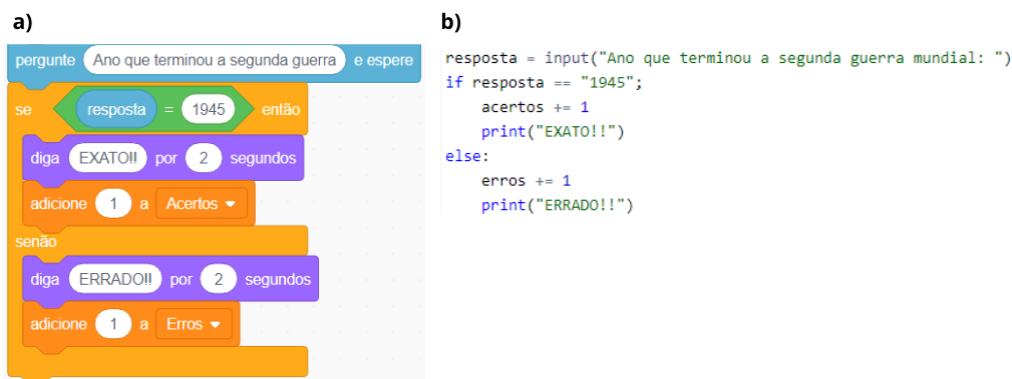 a)
pergunte Ano que terminou a segunda guerra e espere
se resposta = 1945 então
diga EXATO!! por 2 segundos
adicione 1 a Acertos
senão
diga ERRADO!! por 2 segundos
adicione 1 a Erros
b)
resposta = input("Ano que terminou a segunda guerra mundial: ")
if resposta == "1945";
    acertos += 1
    print("EXATO!!")
else:
    erros += 1
    print("ERRADO!!")